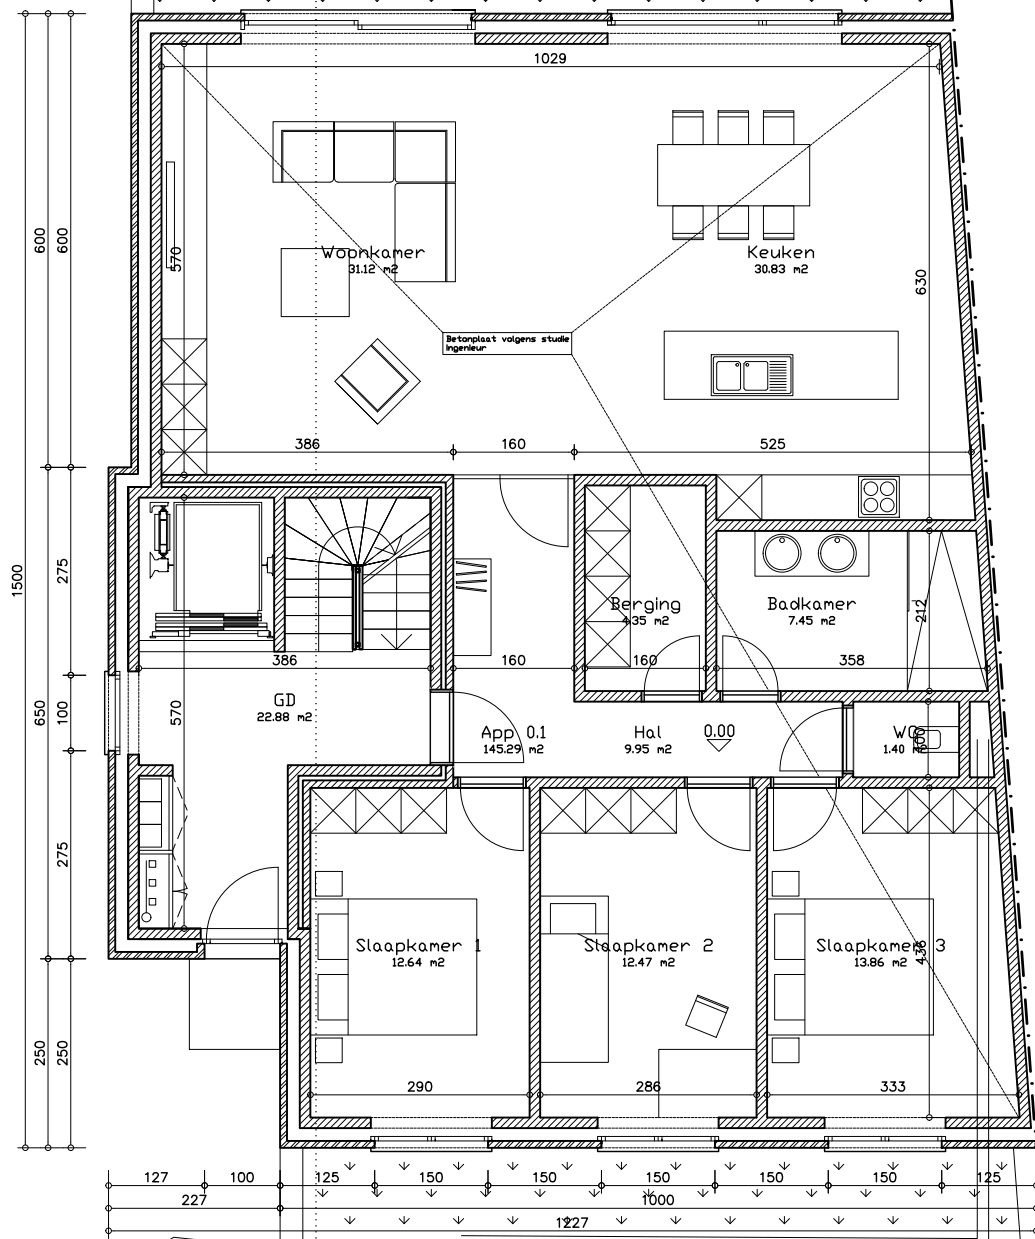 1029
600
600
570
Woonkamer
31.12 m2
Keuken
30.83 m2
630
Betonplaat volgens studie
ingenieur
386
160
525
1500
275
Berging
4.35 m2
Badkamer
7.45 m2
212
386
160
160
358
650
100
570
GD
22.88 m2
App 0.1
145.29 m2
Hal
9.95 m2
0.00
WC
1.40 m2
275
Slaapkamer 1
12.64 m2
Slaapkamer 2
12.47 m2
Slaapkamer 3
13.86 m2
436
250
250
290
286
333
127
100
125
150
150
150
150
150
125
227
1000
1227